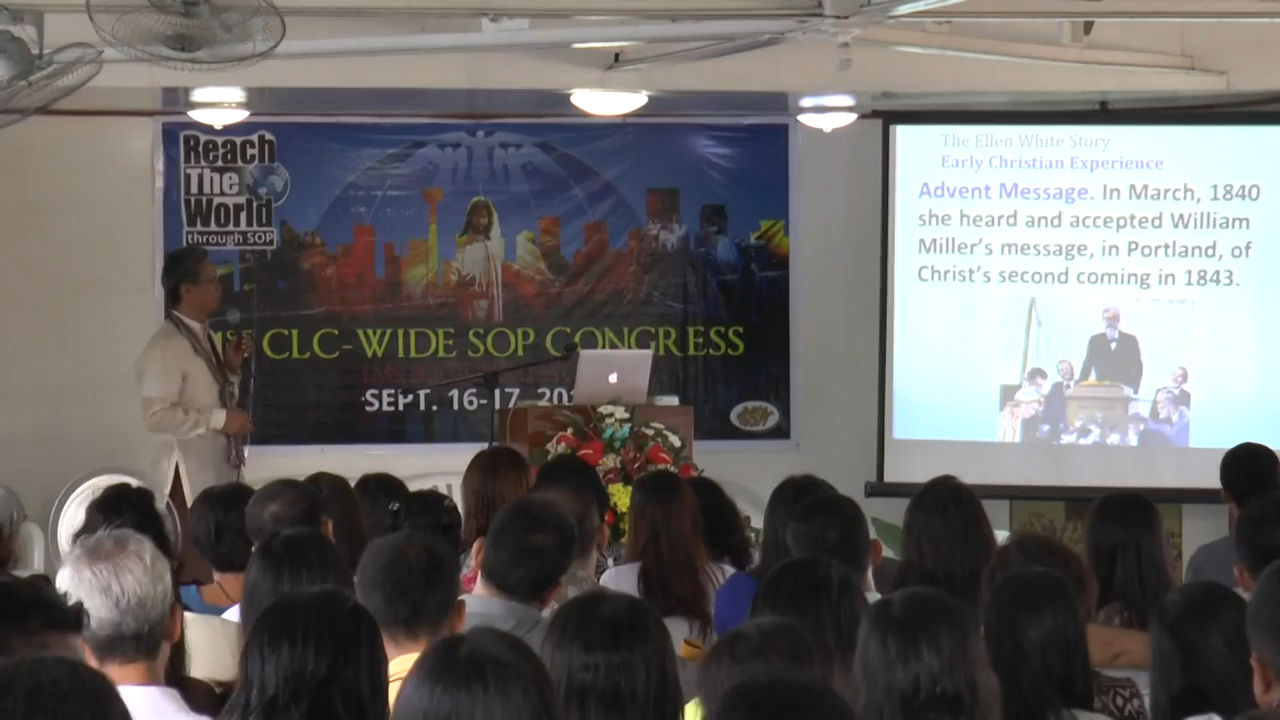 Reach
The
World
through SOP
CLC-WIDE SOP CONGRESS
SEPT. 16-17, 20
The Ellen White Story
Early Christian Experience
Advent Message. In March, 1840
she heard and accepted William
Miller's message, in Portland, of
Christ's second coming in 1843.